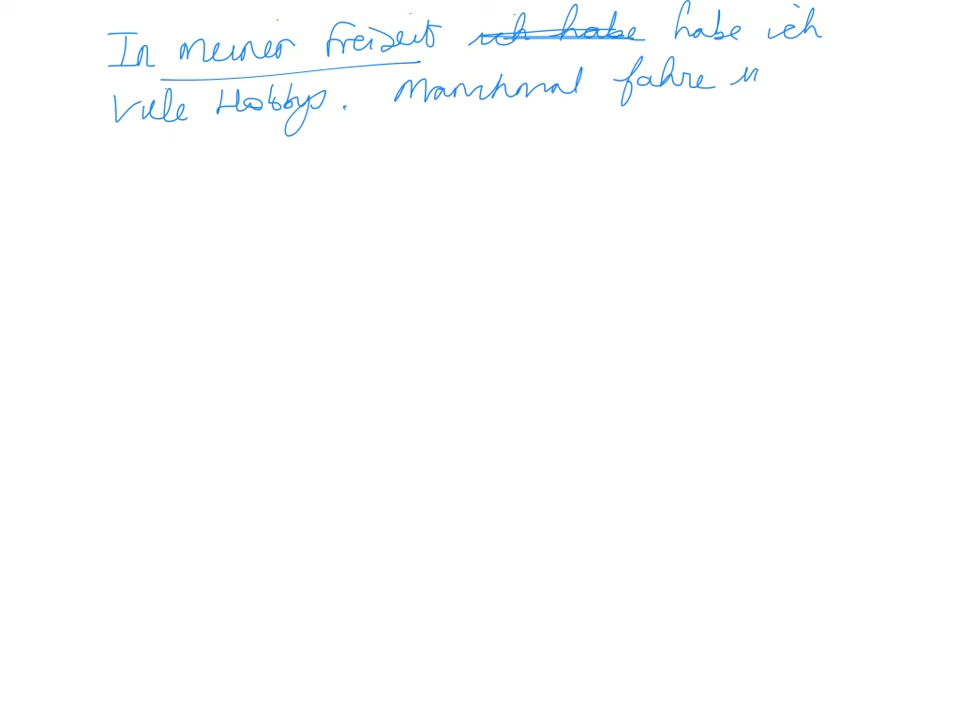 In meiner Freizeit ich habe habe ich
viele Hobbys. Manchmal fahre